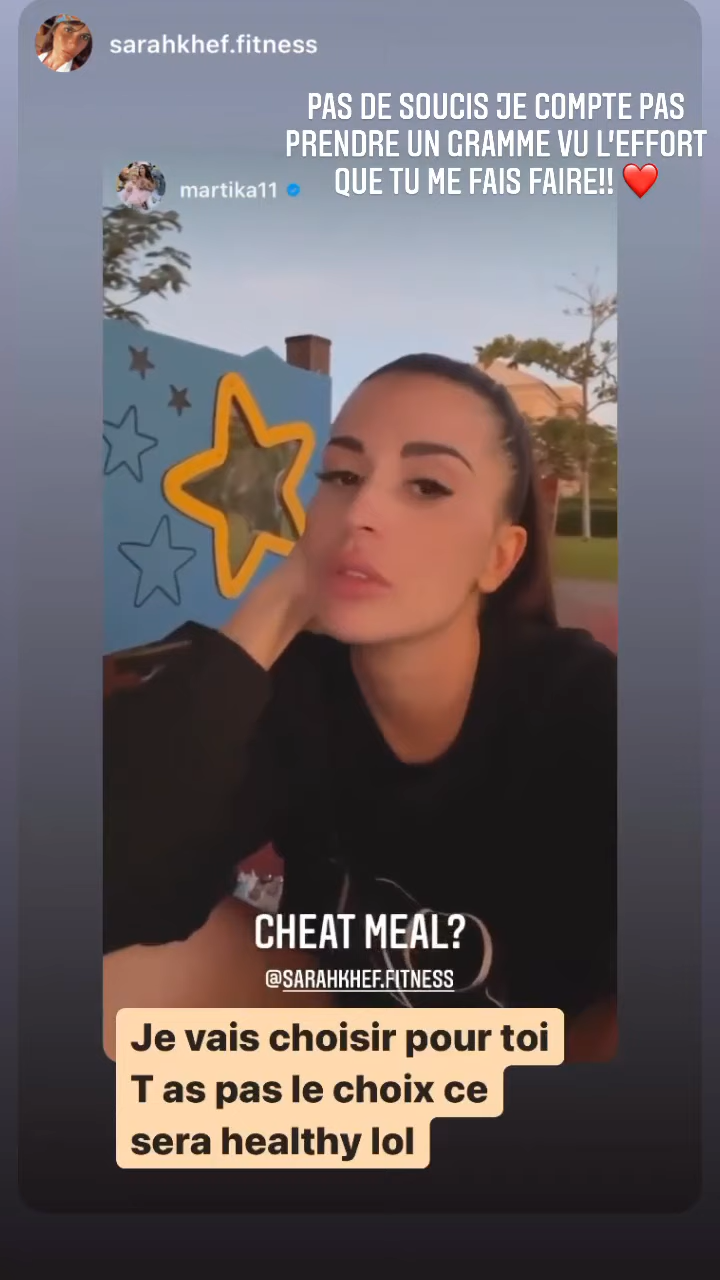 sarahkhef.fitness
PAS DE SOUCIS JE COMPTE PAS
PRENDRE UN GRAMME VU L'EFFORT
QUE TU ME FAIS FAIRE!! ❤️
martika11
CHEAT MEAL?
@SARAHKHEF.FITNESS
Je vais choisir pour toi
T as pas le choix ce
sera healthy lol